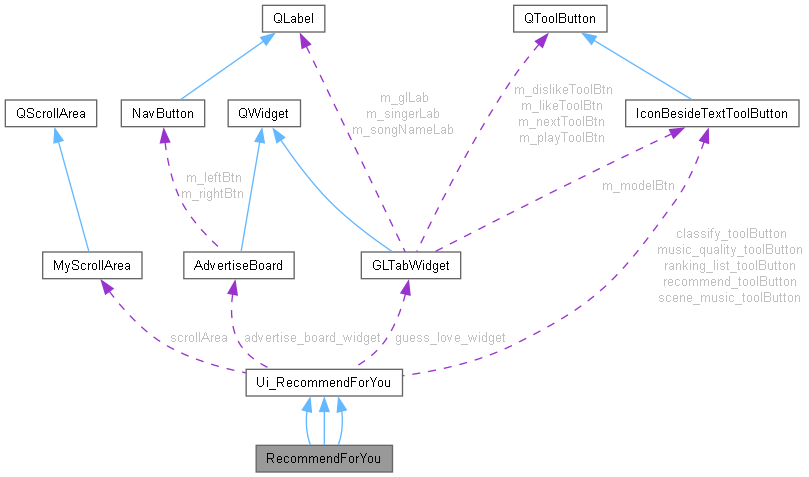 QLabel
QToolButton
m_glLab
m_singerLab
m_songNameLab
m_dislikeToolBtn
m_likeToolBtn
m_nextToolBtn
m_playToolBtn
QScrollArea
NavButton
QWidget
IconBesideTextToolButton
m_leftBtn
m_rightBtn
m_modelBtn
classify_toolButton
music_quality_toolButton
ranking_list_toolButton
recommend_toolButton
scene_music_toolButton
MyScrollArea
AdvertiseBoard
GLTabWidget
scrollArea
advertise_board_widget
guess_love_widget
Ui_RecommendForYou
RecommendForYou